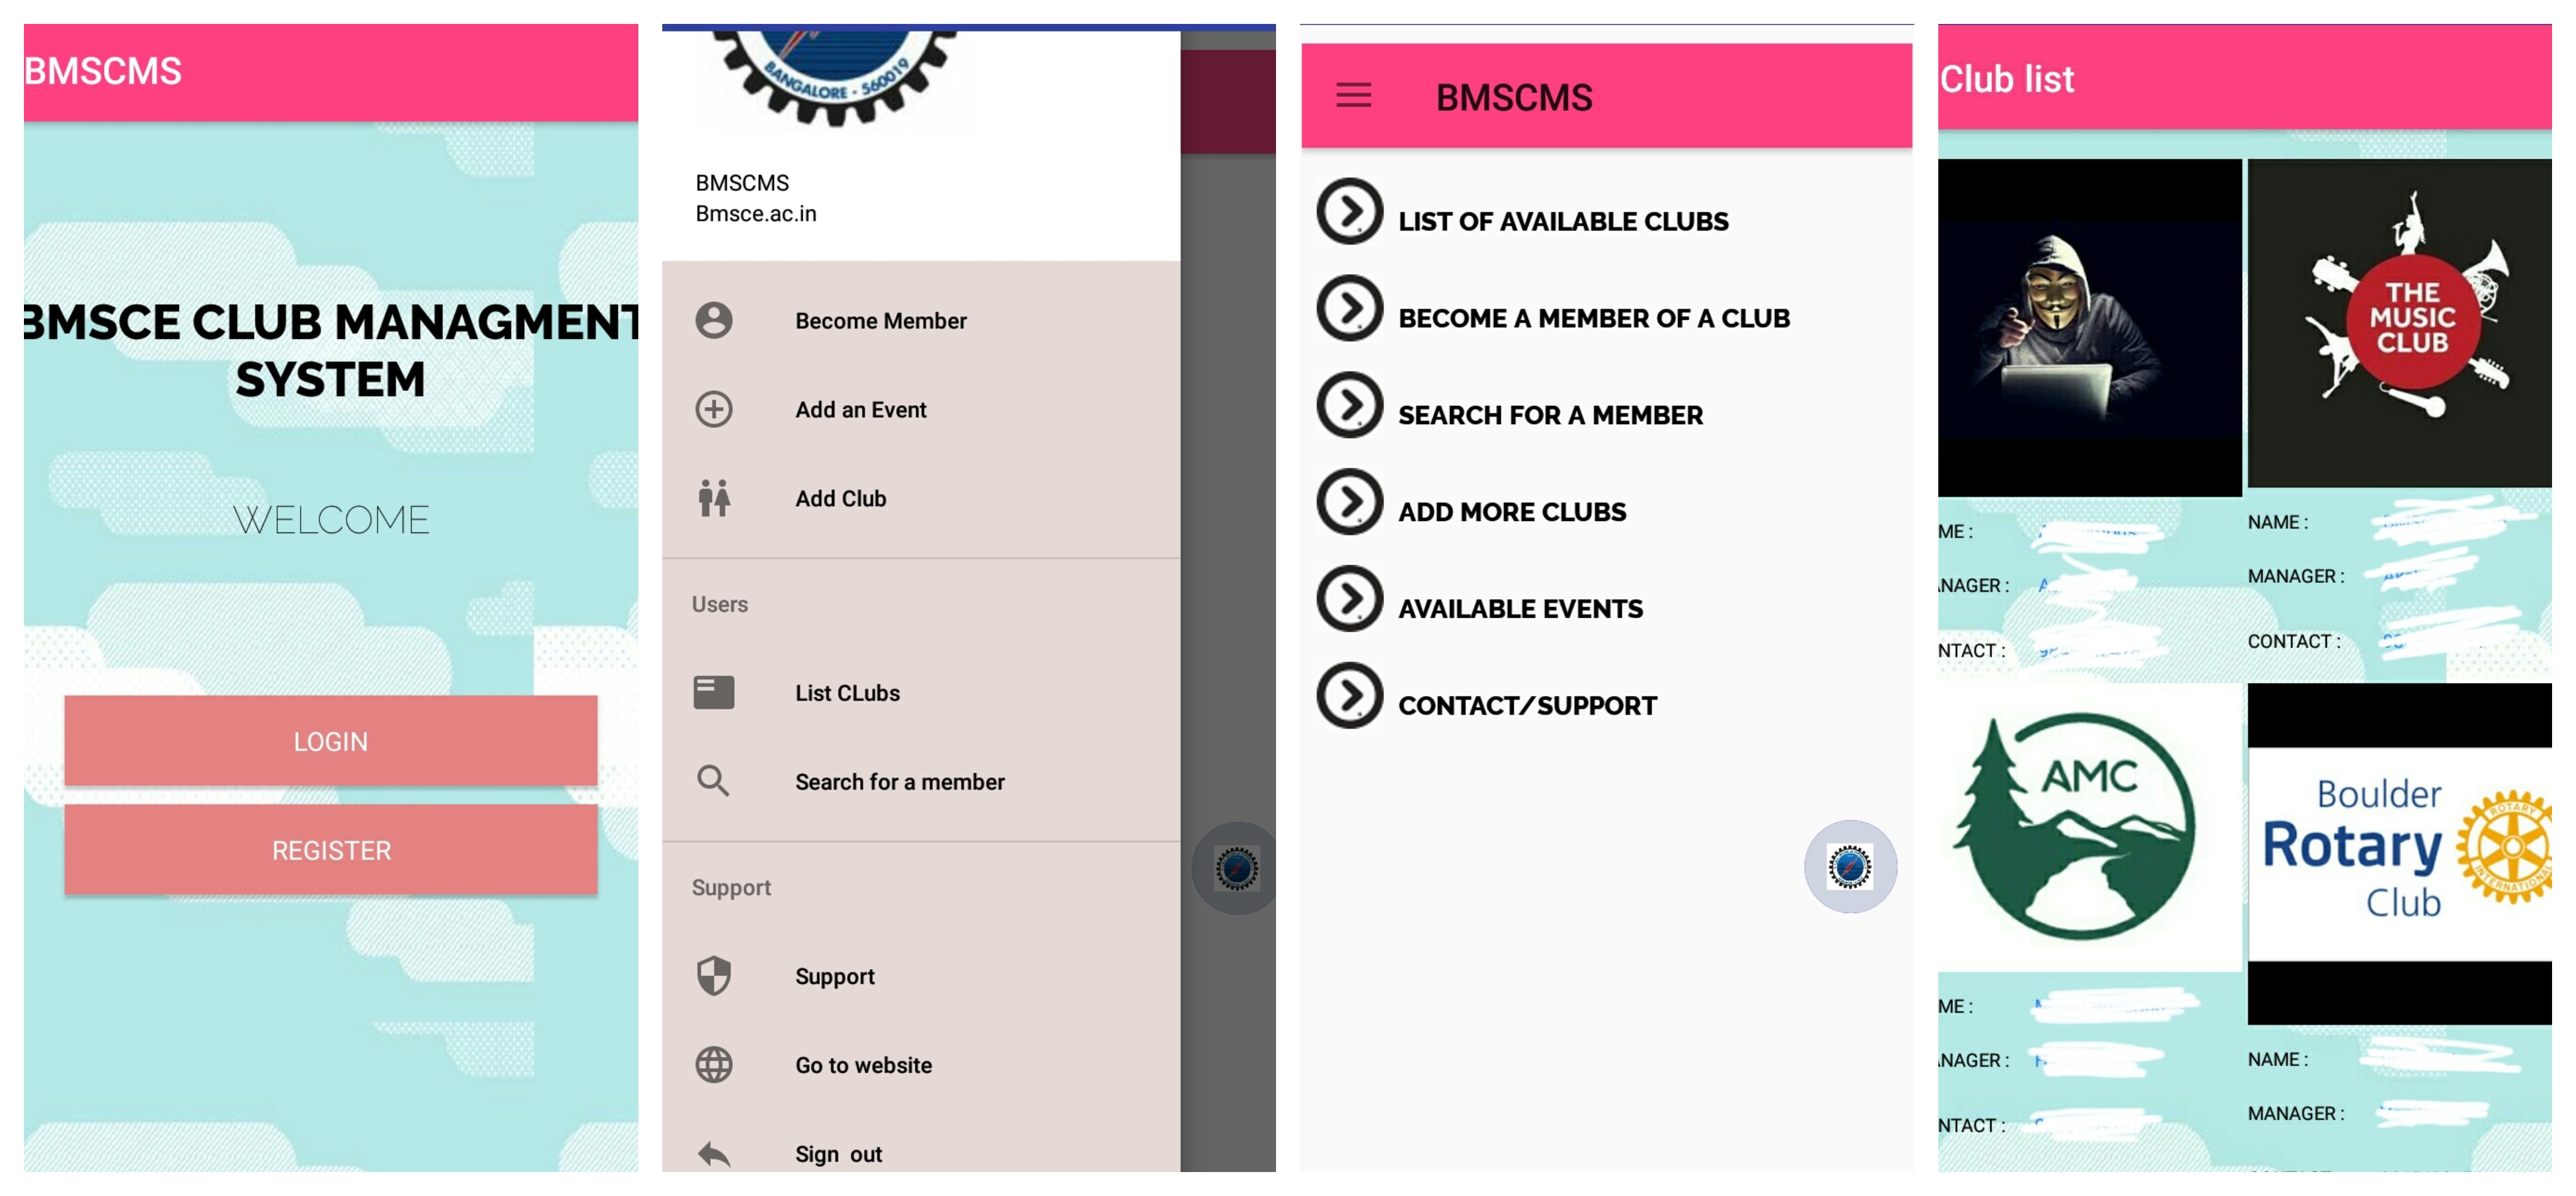 BMSCMS
BMSCE CLUB MANAGMENT
SYSTEM
WELCOME
LOGIN
REGISTER
BANGALORE - 560019
BMSCMS
Bmsce.ac.in
Become Member
Add an Event
Add Club
Users
List CLubs
Search for a member
Support
Support
Go to website
Sign out
BMSCMS
LIST OF AVAILABLE CLUBS
BECOME A MEMBER OF A CLUB
SEARCH FOR A MEMBER
ADD MORE CLUBS
AVAILABLE EVENTS
CONTACT/SUPPORT
Club list
THE
MUSIC
CLUB
ME :
NAGER :
NTACT :
NAME :
MANAGER :
CONTACT :
AMC
Boulder
Rotary
Club
ROTARY
INTERNATIONAL
ME :
NAGER :
NTACT :
NAME :
MANAGER :